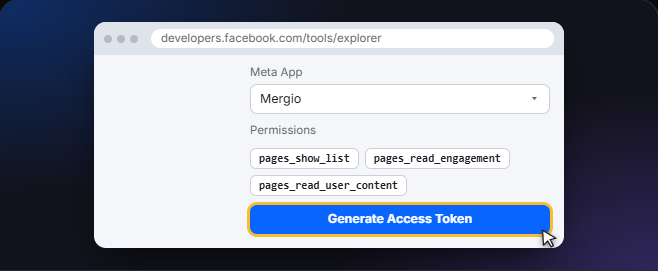 developers.facebook.com/tools/explorer
Meta App
Mergio
Permissions
pages_show_list pages_read_engagement
pages_read_user_content
Generate Access Token